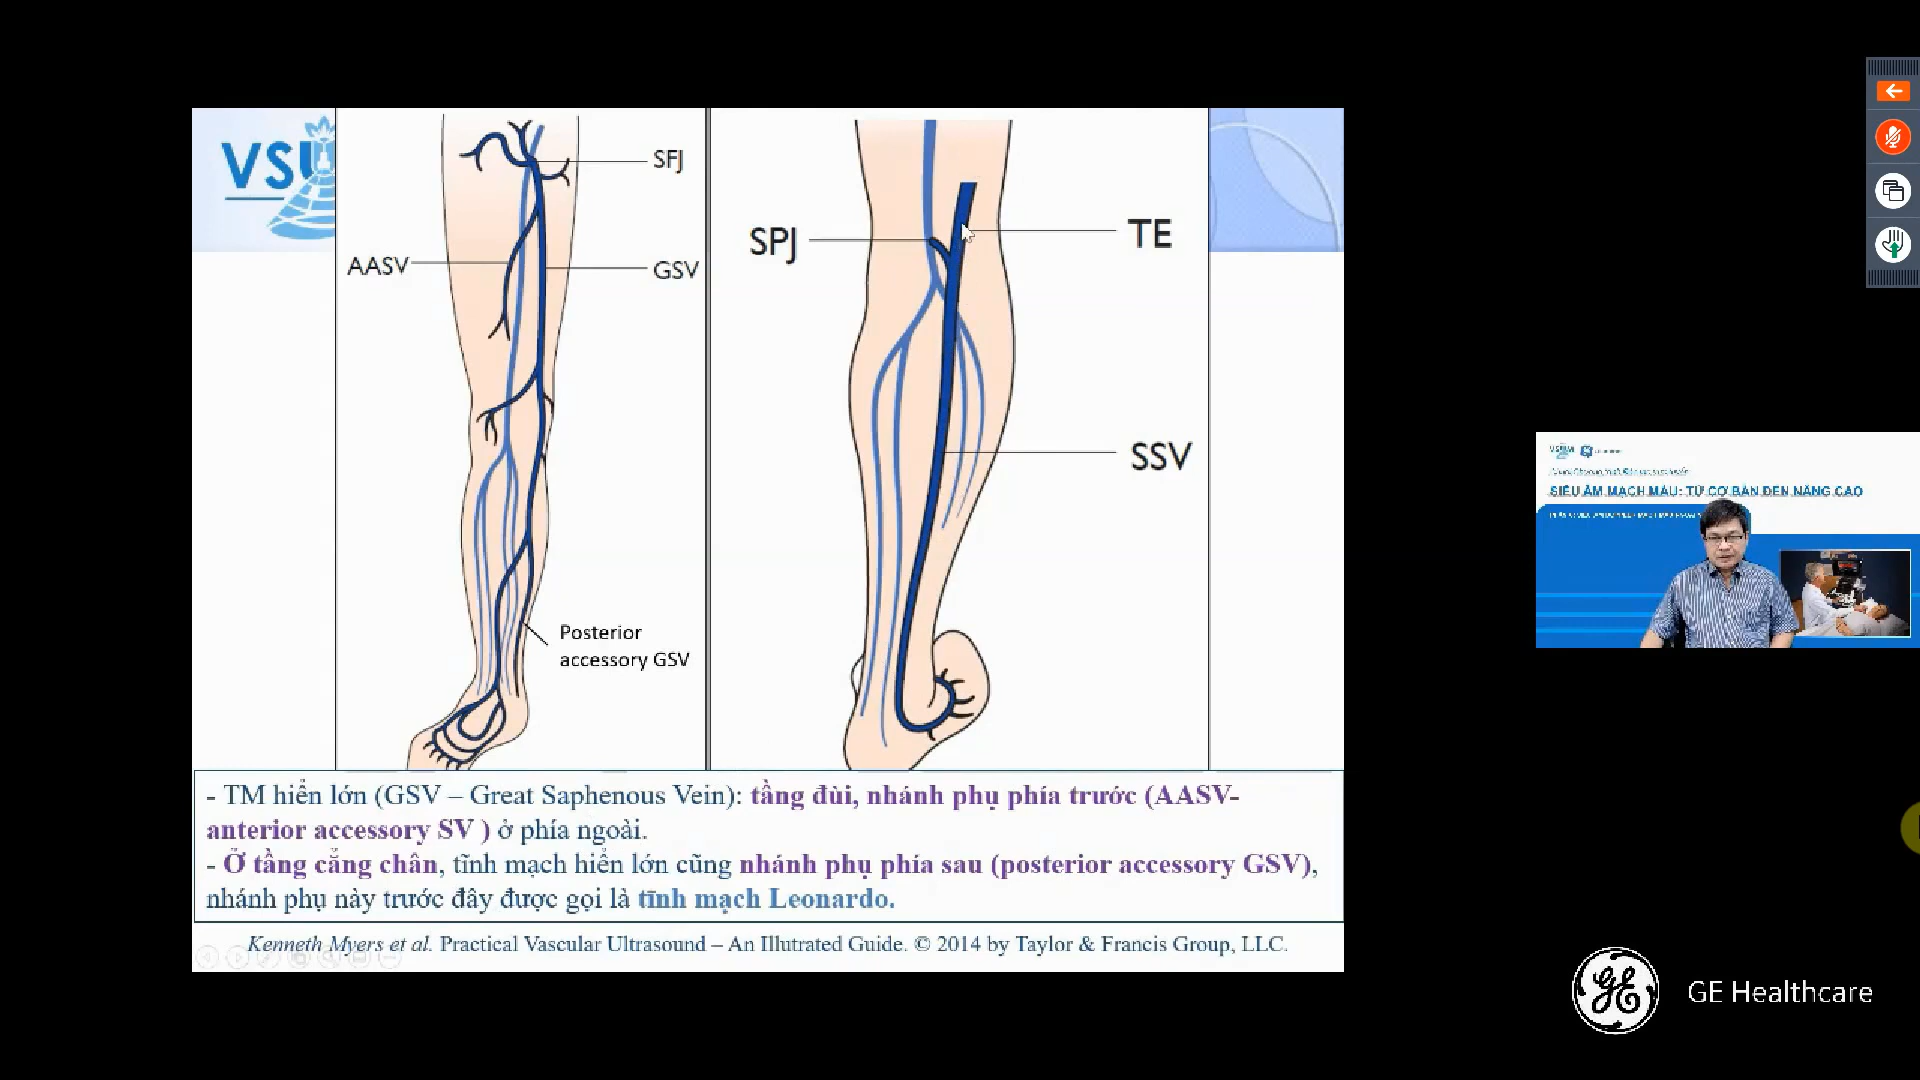 VSU
SFJ
AASV
GSV
Posterior
accessory GSV
SPJ
TE
SSV
- TM hiển lớn (GSV – Great Saphenous Vein): tầng đùi, nhánh phụ phía trước (AASV-
anterior accessory SV ) ở phía ngoài.
- Ở tầng cẳng chân, tĩnh mạch hiển lớn cũng nhánh phụ phía sau (posterior accessory GSV),
nhánh phụ này trước đây được gọi là tĩnh mạch Leonardo.
Kenneth Myers et al. Practical Vascular Ultrasound – An Illutrated Guide. © 2014 by Taylor & Francis Group, LLC.
SIÊU ÂM MẠCH MÁU: TỪ CƠ BẢN ĐẾN NÂNG CAO
GE Healthcare